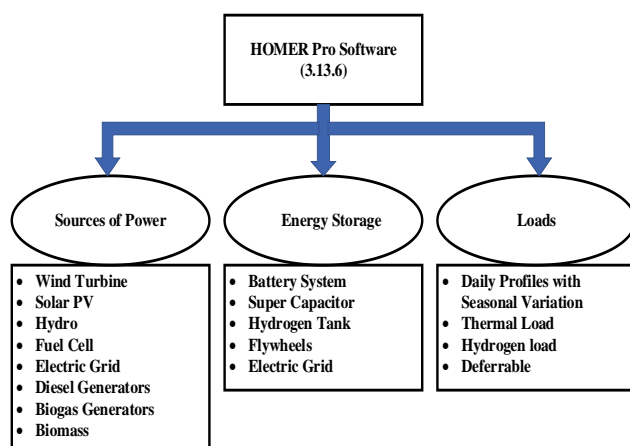 HOMER Pro Software
(3.13.6)
Sources of Power
Energy Storage
Loads
• Wind Turbine
• Solar PV
• Hydro
• Fuel Cell
• Electric Grid
• Diesel Generators
• Biogas Generators
• Biomass
• Battery System
• Super Capacitor
• Hydrogen Tank
• Flywheels
• Electric Grid
• Daily Profiles with
Seasonal Variation
• Thermal Load
• Hydrogen load
• Deferrable